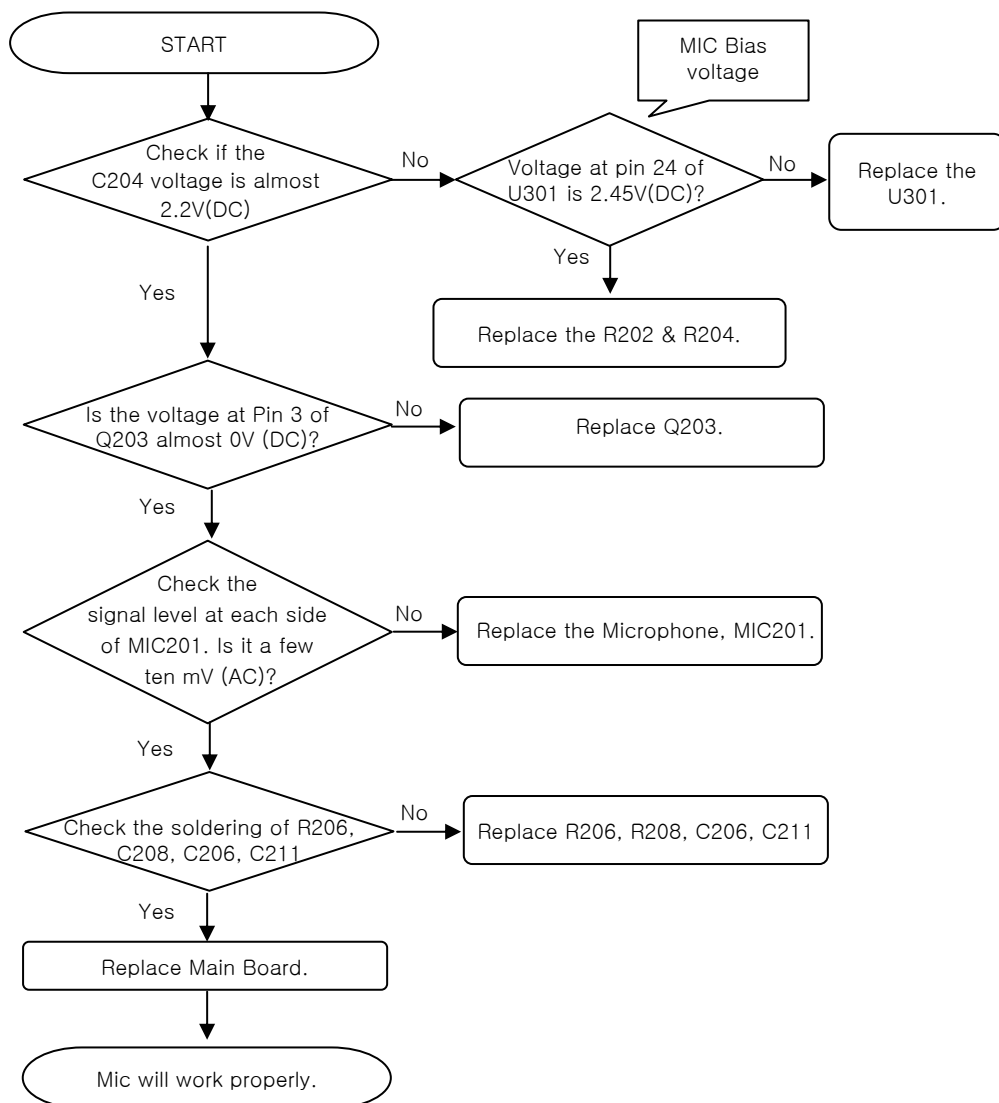 START
MIC Bias
voltage
Check if the
C204 voltage is almost
2.2V(DC)
No
Voltage at pin 24 of
U301 is 2.45V(DC)?
No
Replace the
U301.
Yes
Yes
Replace the R202 & R204.
Is the voltage at Pin 3 of
Q203 almost 0V (DC)?
No
Replace Q203.
Yes
Check the
signal level at each side
of MIC201. Is it a few
ten mV (AC)?
No
Replace the Microphone, MIC201.
Yes
Check the soldering of R206,
C208, C206, C211
No
Replace R206, R208, C206, C211
Yes
Replace Main Board.
Mic will work properly.